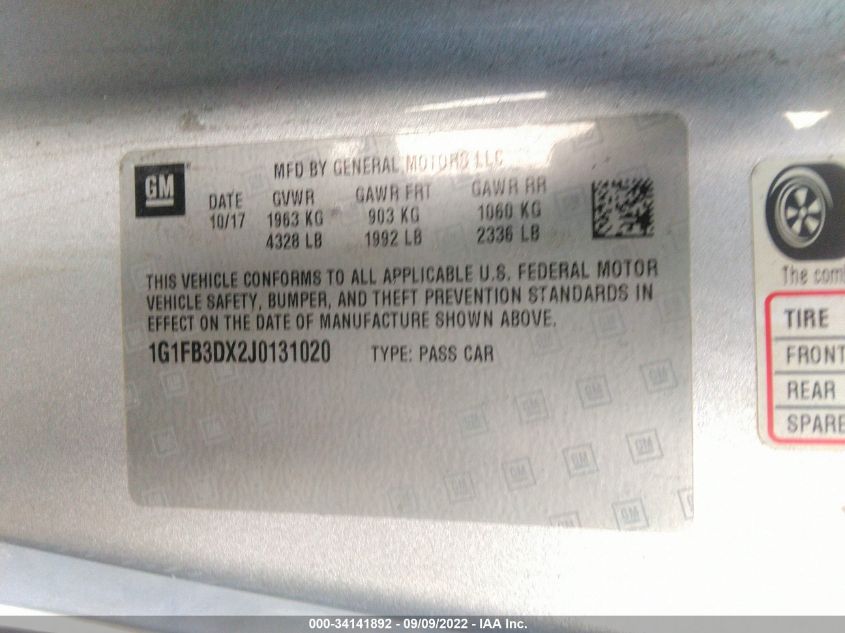 GM
MFD BY GENERAL MOTORS LLC
DATE GVWR GAWR FRT GAWR RR
10/17 1963 KG 903 KG 1060 KG
4328 LB 1992 LB 2336 LB
THIS VEHICLE CONFORMS TO ALL APPLICABLE U.S. FEDERAL MOTOR
VEHICLE SAFETY, BUMPER, AND THEFT PREVENTION STANDARDS IN
EFFECT ON THE DATE OF MANUFACTURE SHOWN ABOVE.
1G1FB3DX2J0131020 TYPE: PASS CAR
The
TIRE
FRONT
REAR
SPARE
000-34141892 - 09/09/2022 - IAA Inc.